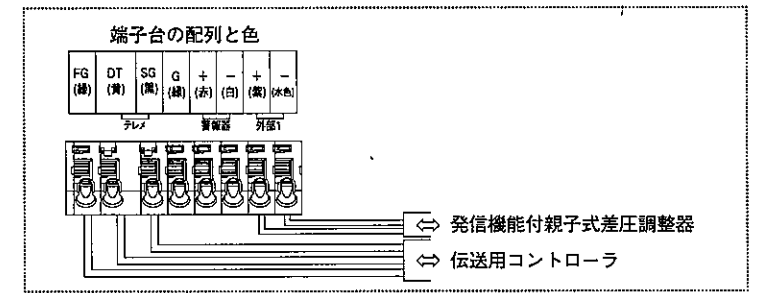 端子台の配列と色
FG DT SG G + − + −
(緑) (黄) (黒) (緑) (赤) (白) (紫) (水色)
テレメ 警報器 外部1
⇔ 発信機能付親子式差圧調整器
⇔ 伝送用コントローラ